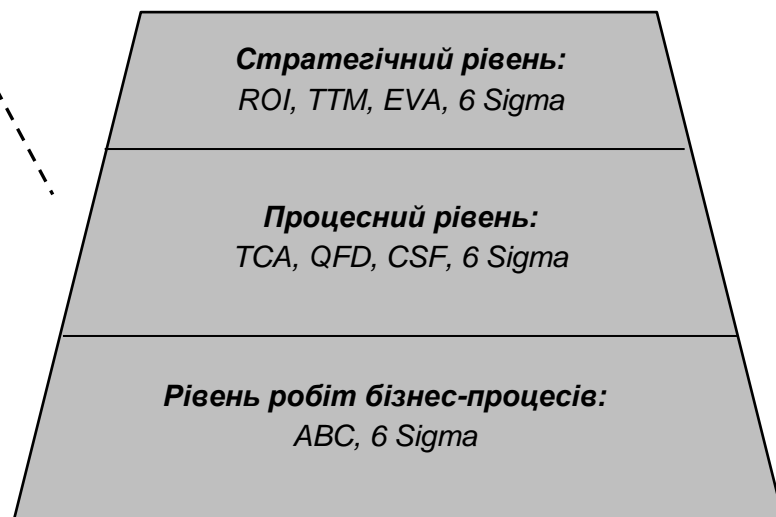 Стратегічний рівень:
ROI, TTM, EVA, 6 Sigma
Процесний рівень:
TCA, QFD, CSF, 6 Sigma
Рівень робіт бізнес-процесів:
ABC, 6 Sigma